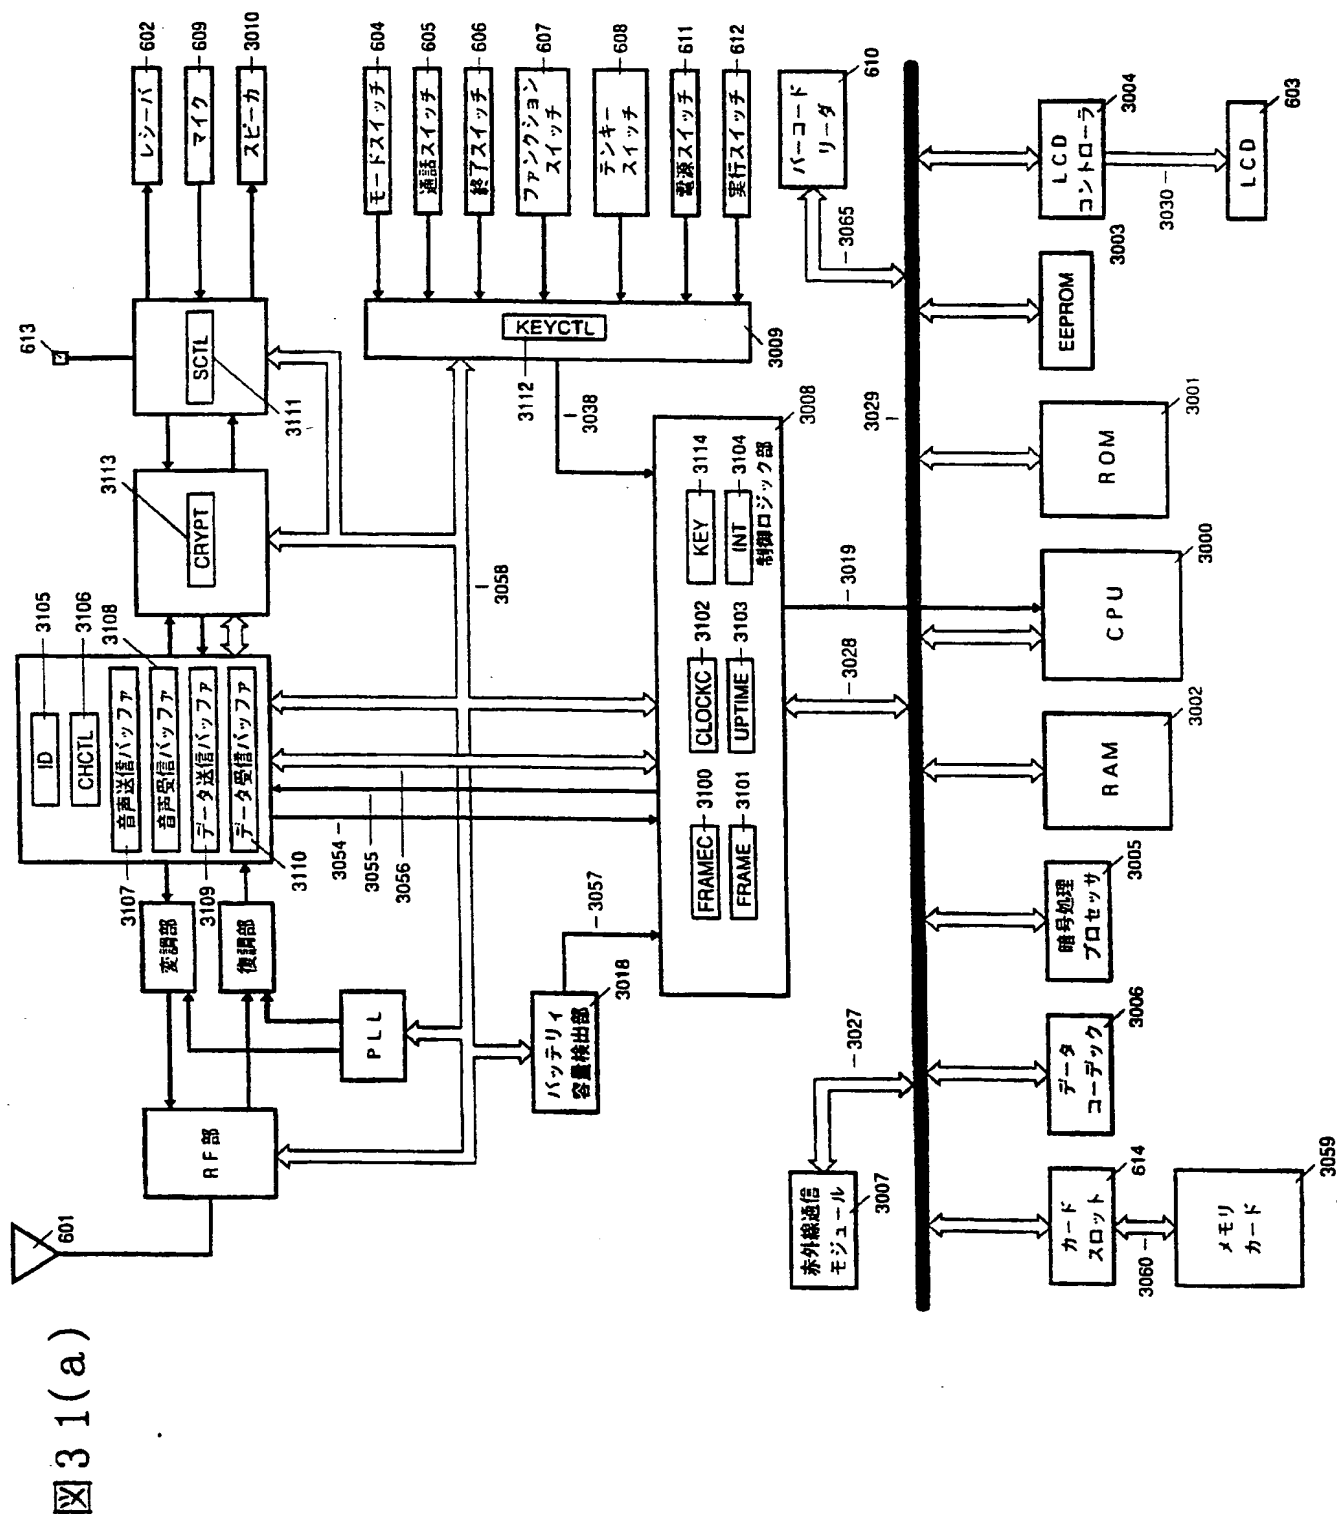 図31(a)
601
RF部
PLL
変調部
復調部
ID
CHCTL
音声送信バッファ
音声受信バッファ
データ送信バッファ
データ受信バッファ
3105
3106
3108
3107
3109
3110
CRYPT
3113
SCTL
3111
613
レシーバ
602
マイク
609
スピーカ
3010
モードスイッチ
604
通話スイッチ
605
終了スイッチ
606
ファンクション
スイッチ
607
テンキー
スイッチ
608
電源スイッチ
611
実行スイッチ
612
KEYCTL
3112
3009
3038
3058
3054
3055
3056
バッテリィ
容量検出部
3018
3057
FRAMEC
3100
FRAME
3101
CLOCKC
3102
UPTIME
3103
KEY
3114
INT
3104
制御ロジック部
3008
3019
3028
3029
バーコード
リーダ
610
3065
赤外線通信
モジュール
3007
3027
カード
スロット
614
3060
メモリ
カード
3059
データ
コーデック
3006
暗号処理
プロセッサ
3005
RAM
3002
CPU
3000
ROM
3001
EEPROM
3003
LCD
コントローラ
3004
3030
LCD
603